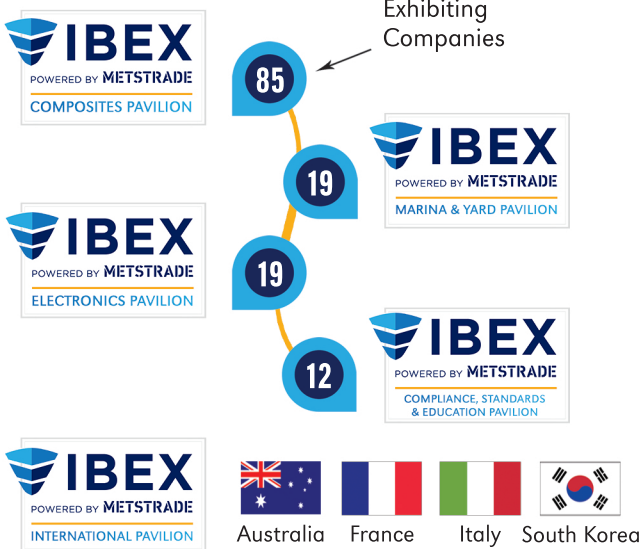 Exhibiting
Companies
IBEX
POWERED BY METSTRADE
COMPOSITES PAVILION
85
19
IBEX
POWERED BY METSTRADE
MARINA & YARD PAVILION
IBEX
POWERED BY METSTRADE
ELECTRONICS PAVILION
19
12
IBEX
POWERED BY METSTRADE
COMPLIANCE, STANDARDS
& EDUCATION PAVILION
IBEX
POWERED BY METSTRADE
INTERNATIONAL PAVILION
Australia
France
Italy
South Korea